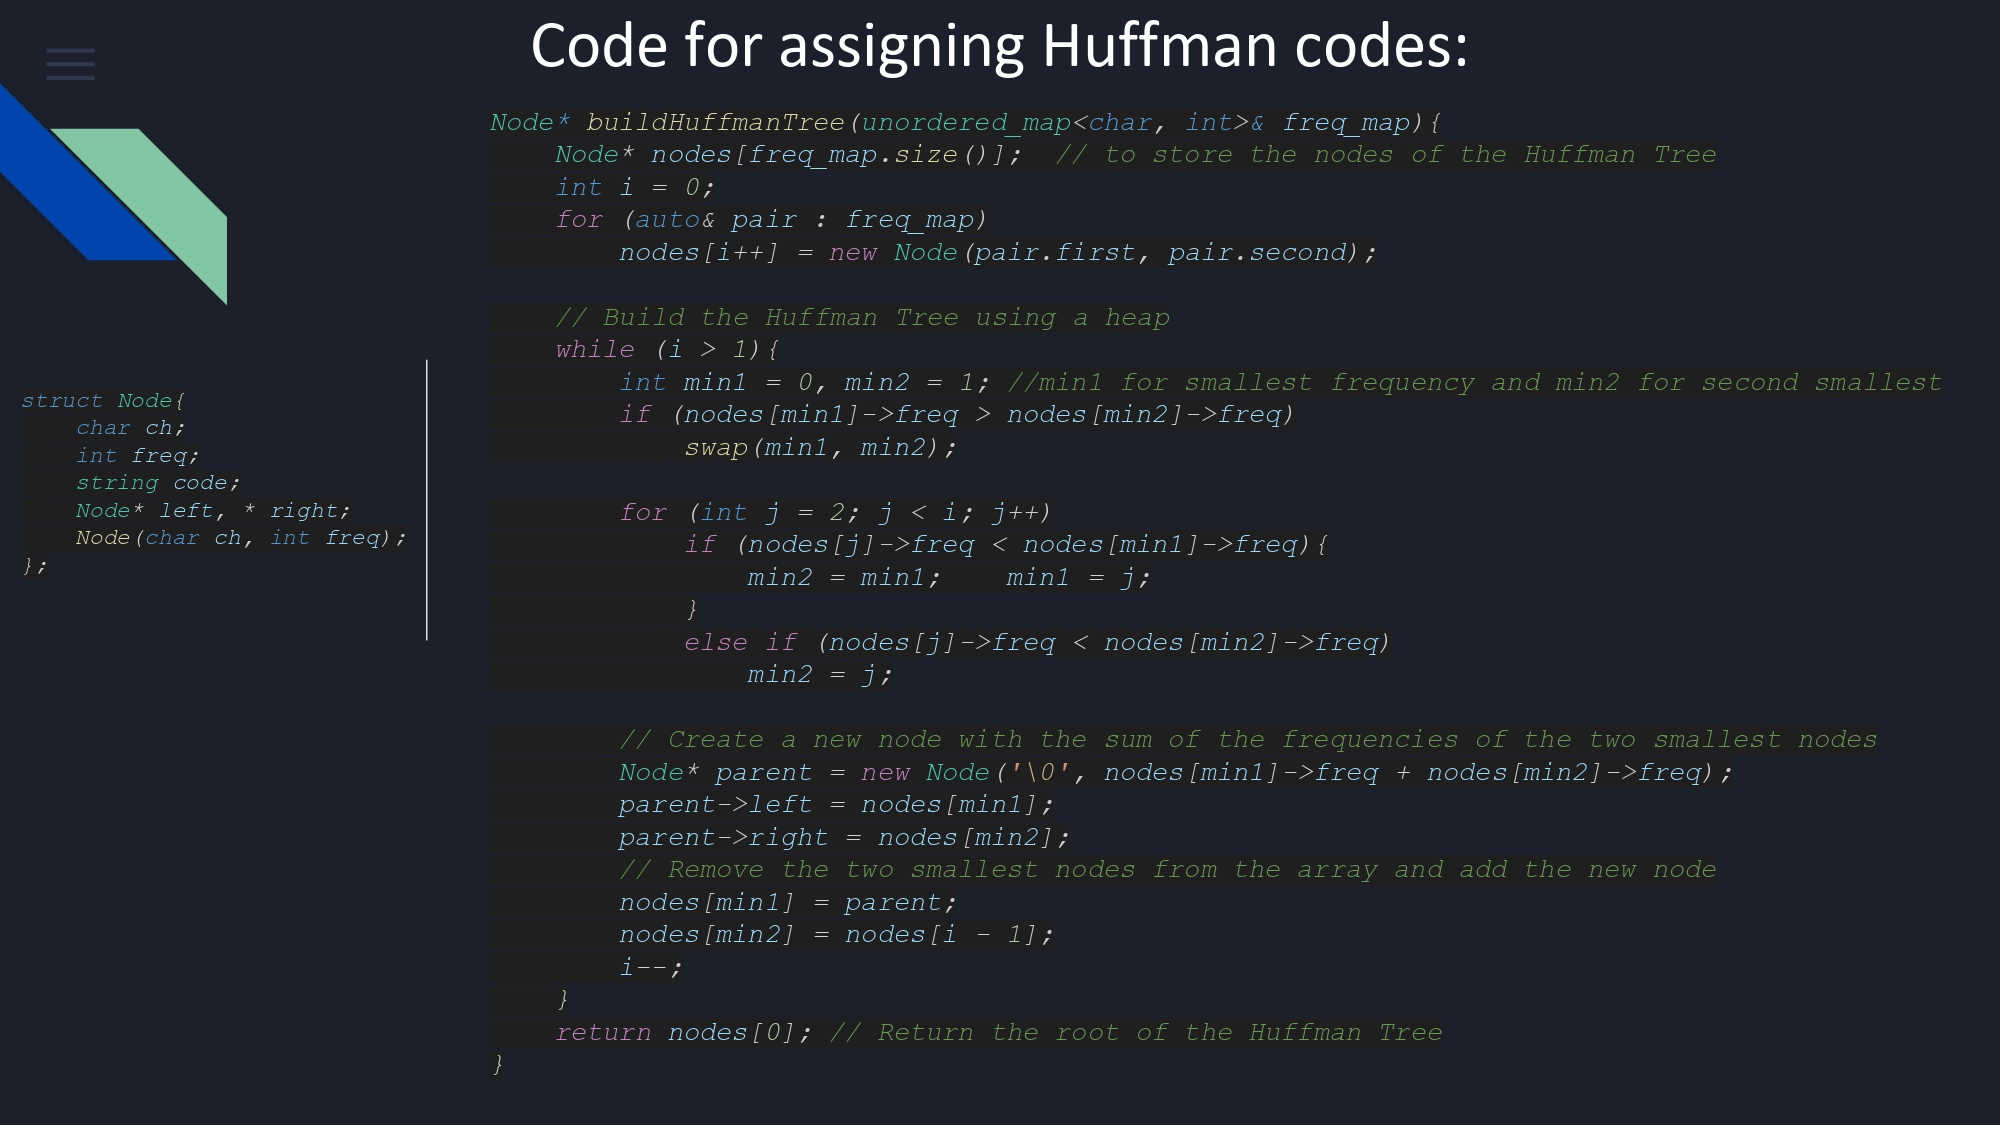 Code for assigning Huffman codes:
struct Node{
    char ch;
    int freq;
    string code;
    Node* left, * right;
    Node(char ch, int freq);
};
Node* buildHuffmanTree(unordered_map<char, int>& freq_map){
    Node* nodes[freq_map.size()];  // to store the nodes of the Huffman Tree
    int i = 0;
    for (auto& pair : freq_map)
        nodes[i++] = new Node(pair.first, pair.second);
    // Build the Huffman Tree using a heap
    while (i > 1){
        int min1 = 0, min2 = 1; //min1 for smallest frequency and min2 for second smallest
        if (nodes[min1]->freq > nodes[min2]->freq)
            swap(min1, min2);
        for (int j = 2; j < i; j++)
            if (nodes[j]->freq < nodes[min1]->freq){
                min2 = min1;    min1 = j;
            }
            else if (nodes[j]->freq < nodes[min2]->freq)
                min2 = j;
        // Create a new node with the sum of the frequencies of the two smallest nodes
        Node* parent = new Node('\0', nodes[min1]->freq + nodes[min2]->freq);
        parent->left = nodes[min1];
        parent->right = nodes[min2];
        // Remove the two smallest nodes from the array and add the new node
        nodes[min1] = parent;
        nodes[min2] = nodes[i - 1];
        i--;
    }
    return nodes[0]; // Return the root of the Huffman Tree
}